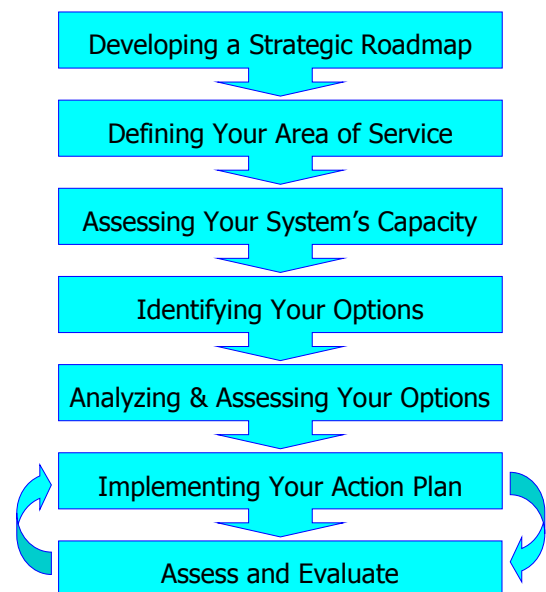 Developing a Strategic Roadmap
Defining Your Area of Service
Assessing Your System’s Capacity
Identifying Your Options
Analyzing & Assessing Your Options
Implementing Your Action Plan
Assess and Evaluate